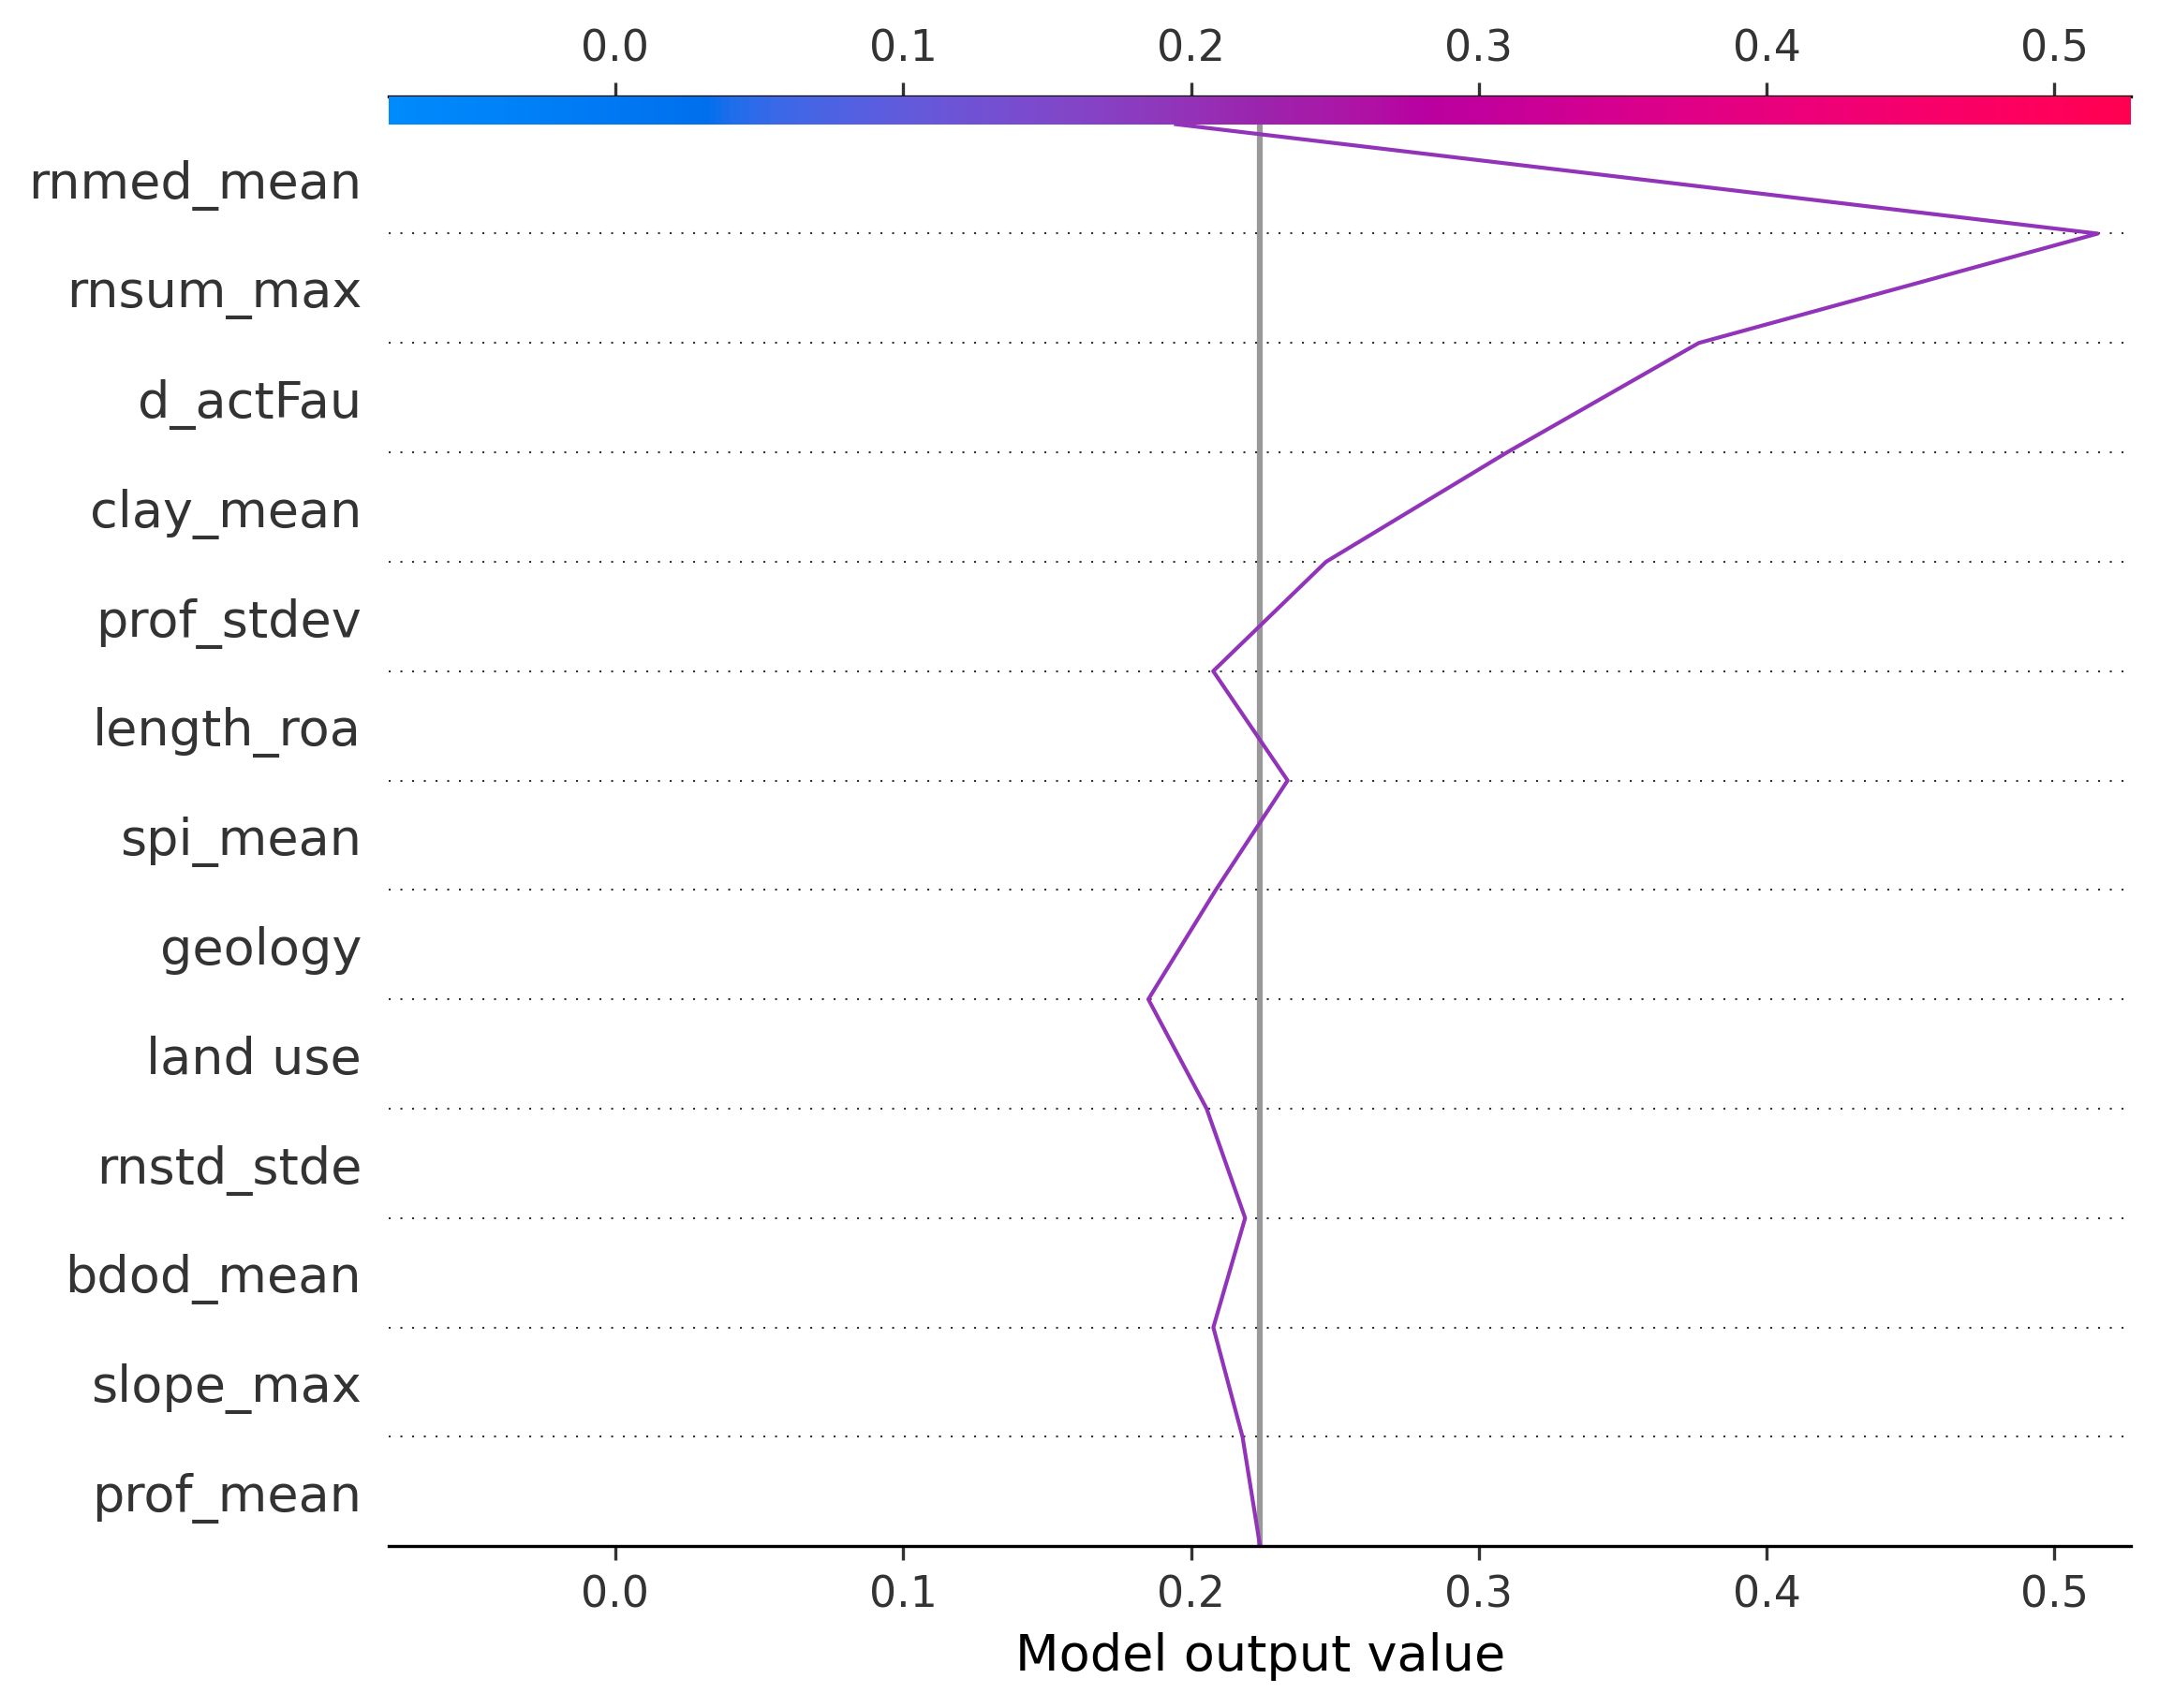 0.0 0.1 0.2 0.3 0.4 0.5
rnmed_mean
rnsum_max
d_actFau
clay_mean
prof_stdev
length_roa
spi_mean
geology
land use
rnstd_stde
bdod_mean
slope_max
prof_mean
0.0 0.1 0.2 0.3 0.4 0.5
Model output value